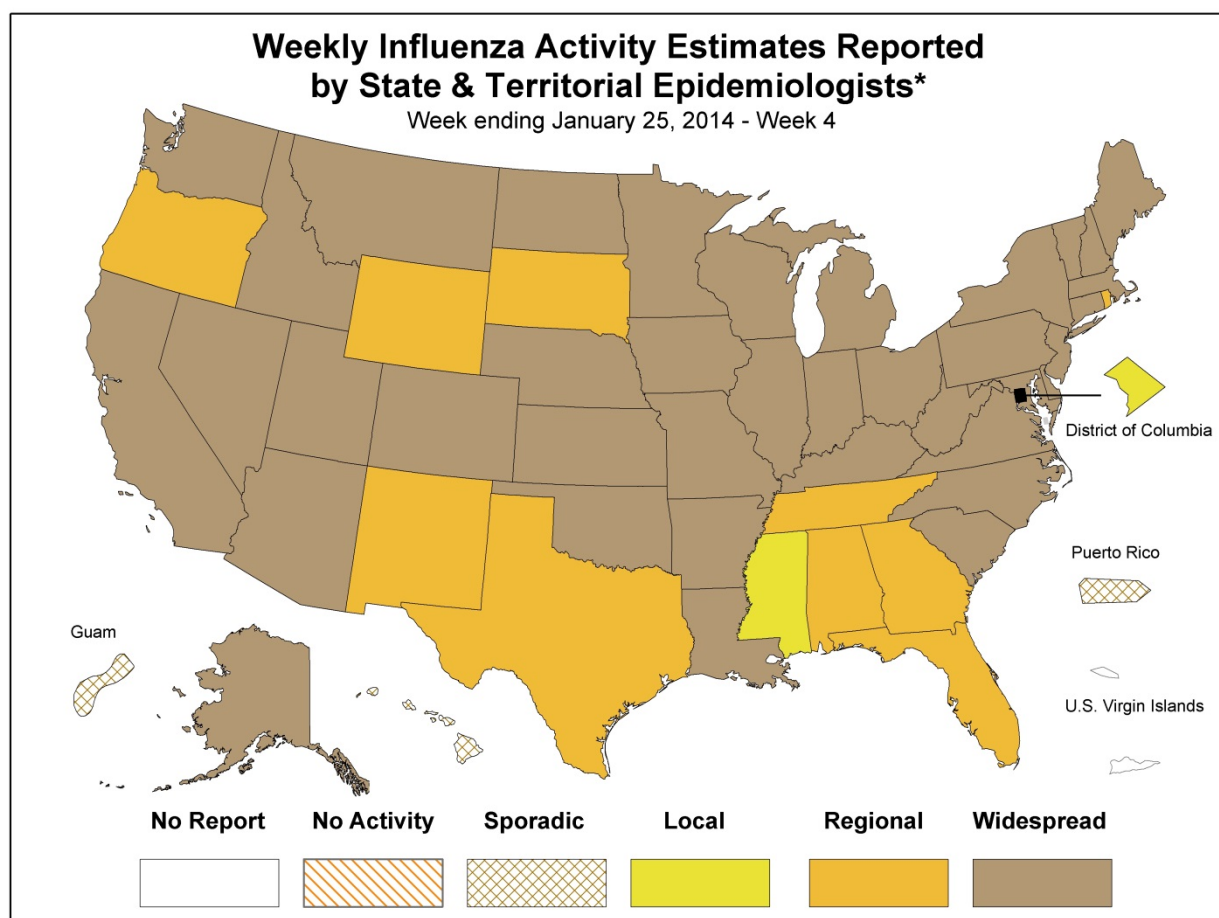 Weekly Influenza Activity Estimates Reported
by State & Territorial Epidemiologists*
Week ending January 25, 2014 - Week 4
District of Columbia
Puerto Rico
Guam
U.S. Virgin Islands
No Report
No Activity
Sporadic
Local
Regional
Widespread